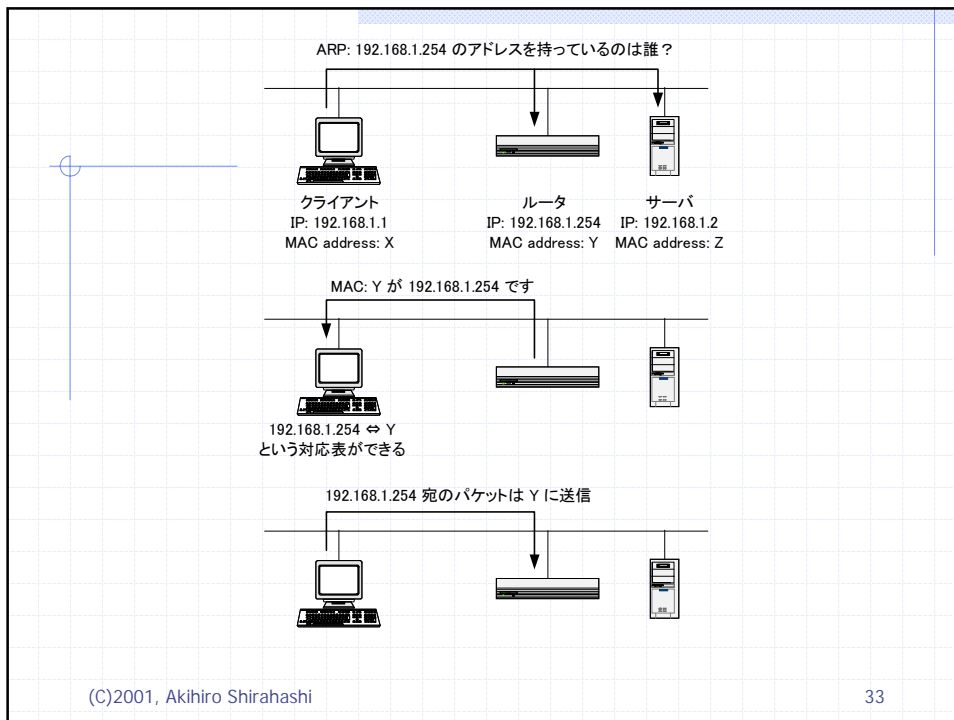 ARP: 192.168.1.254 のアドレスを持っているのは誰？
クライアント
IP: 192.168.1.1
MAC address: X
ルータ
IP: 192.168.1.254
MAC address: Y
サーバ
IP: 192.168.1.2
MAC address: Z
MAC: Y が 192.168.1.254 です
192.168.1.254 ⇔ Y
という対応表ができる
192.168.1.254 宛のパケットは Y に送信
(C)2001, Akihiro Shirahashi
33